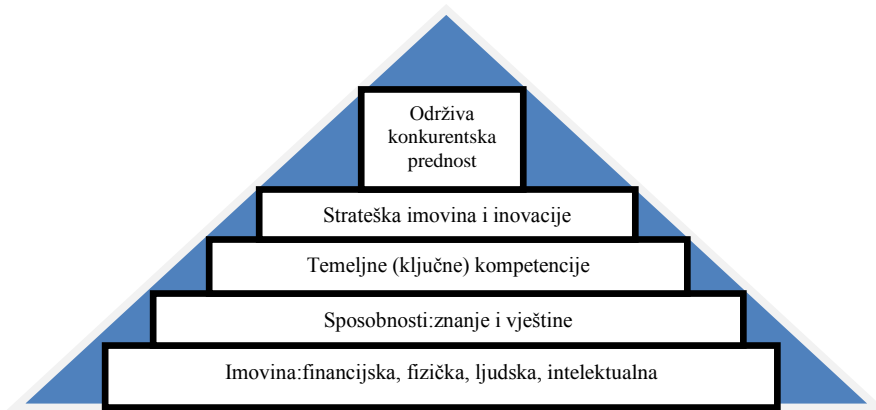 Održiva
konkurentska
prednost
Strateška imovina i inovacije
Temeljne (ključne) kompetencije
Sposobnosti:znanje i vještine
Imovina:financijska, fizička, ljudska, intelektualna